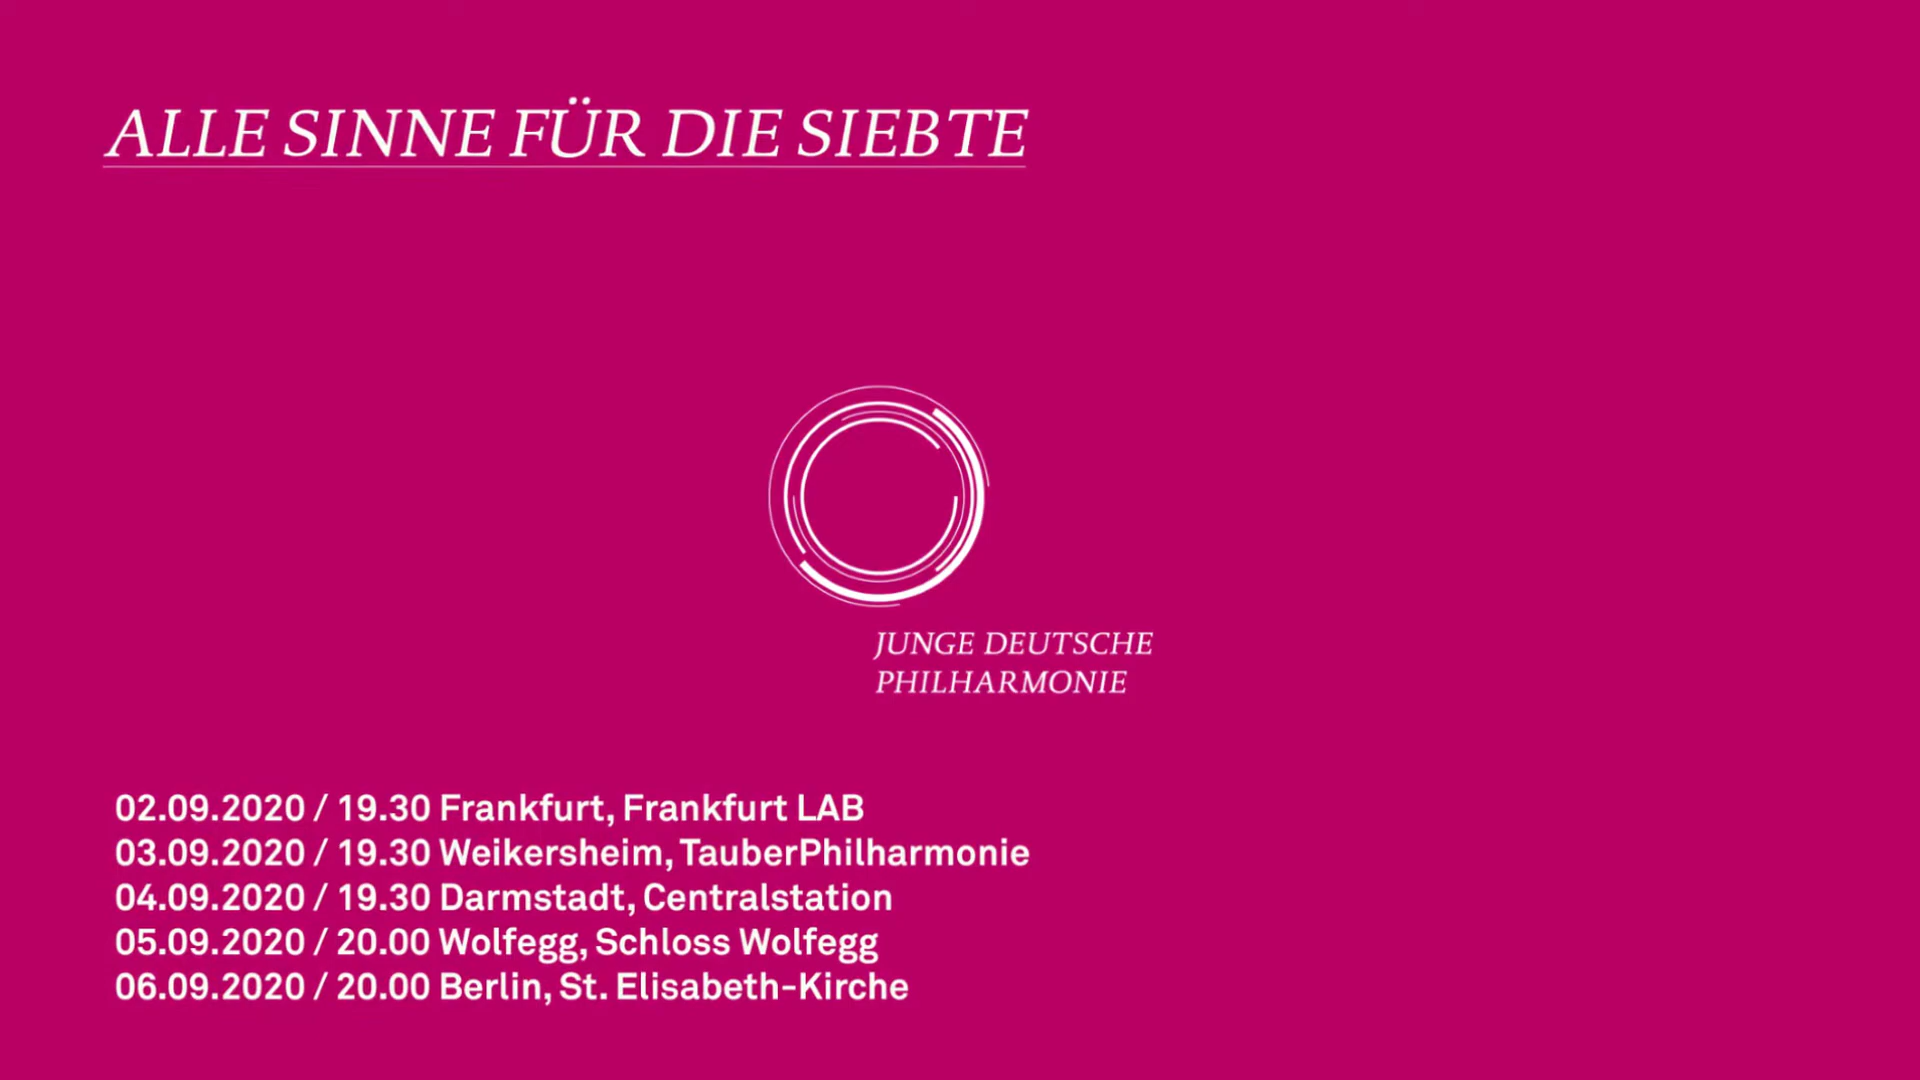 ALLE SINNE FÜR DIE SIEBTE
JUNGE DEUTSCHE
PHILHARMONIE
02.09.2020 / 19.30 Frankfurt, Frankfurt LAB
03.09.2020 / 19.30 Weikersheim, TauberPhilharmonie
04.09.2020 / 19.30 Darmstadt, Centralstation
05.09.2020 / 20.00 Wolfegg, Schloss Wolfegg
06.09.2020 / 20.00 Berlin, St. Elisabeth-Kirche